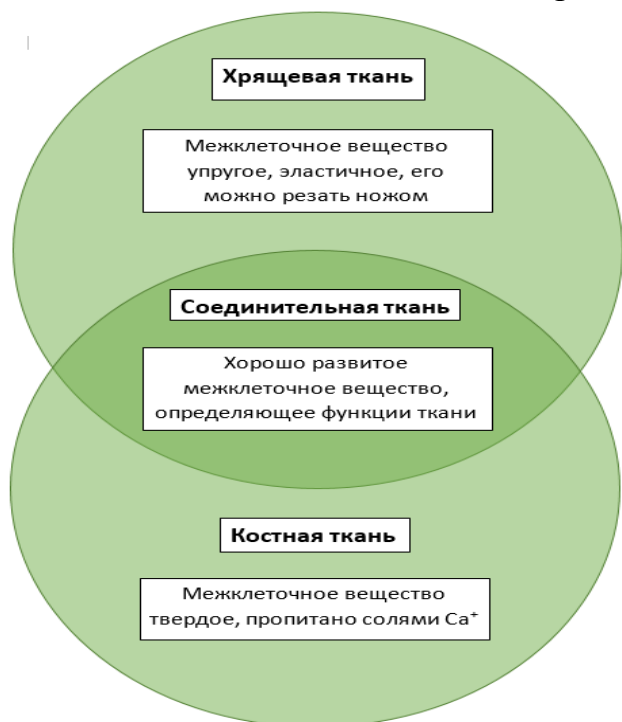 Хрящевая ткань
Межклеточное вещество
упругое, эластичное, его
можно резать ножом
Соединительная ткань
Хорошо развитое
межклеточное вещество,
определяющее функции ткани
Костная ткань
Межклеточное вещество
твердое, пропитано солями Ca⁺